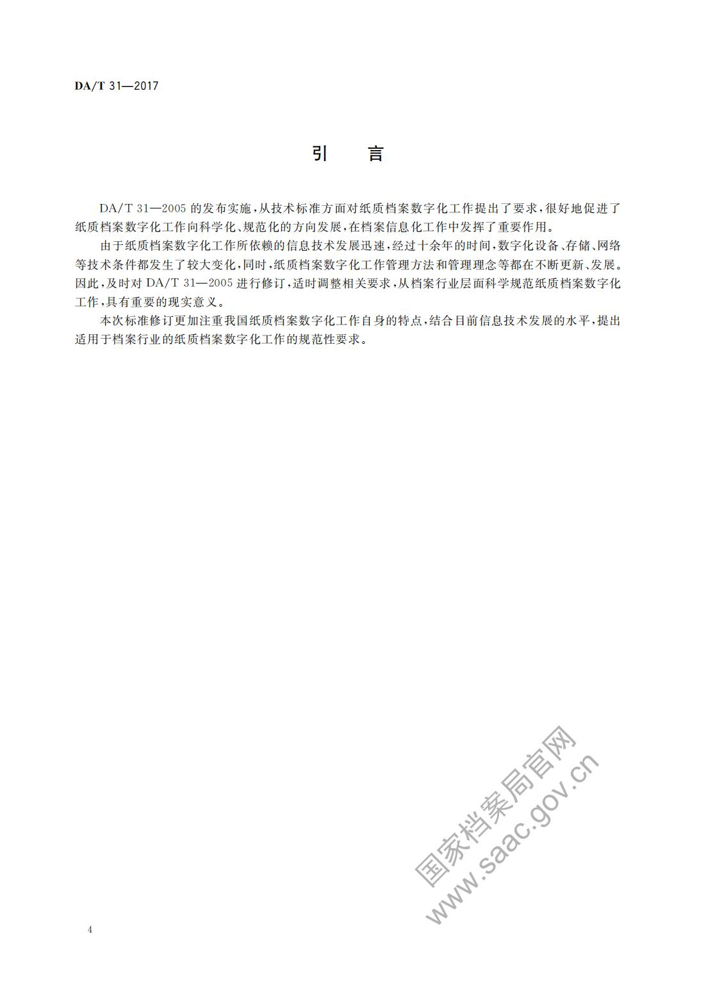 DA/T 31—2017
引　　言
DA/T 31—2005 的发布实施,从技术标准方面对纸质档案数字化工作提出了要求,很好地促进了
纸质档案数字化工作向科学化、规范化的方向发展,在档案信息化工作中发挥了重要作用。
由于纸质档案数字化工作所依赖的信息技术发展迅速,经过十余年的时间,数字化设备、存储、网络
等技术条件都发生了较大变化,同时,纸质档案数字化工作管理方法和管理理念等都在不断更新、发展。
因此,及时对 DA/T 31—2005 进行修订,适时调整相关要求,从档案行业层面科学规范纸质档案数字化
工作,具有重要的现实意义。
本次标准修订更加注重我国纸质档案数字化工作自身的特点,结合目前信息技术发展的水平,提出
适用于档案行业的纸质档案数字化工作的规范性要求。
国家档案局官网
www.saac.gov.cn
4